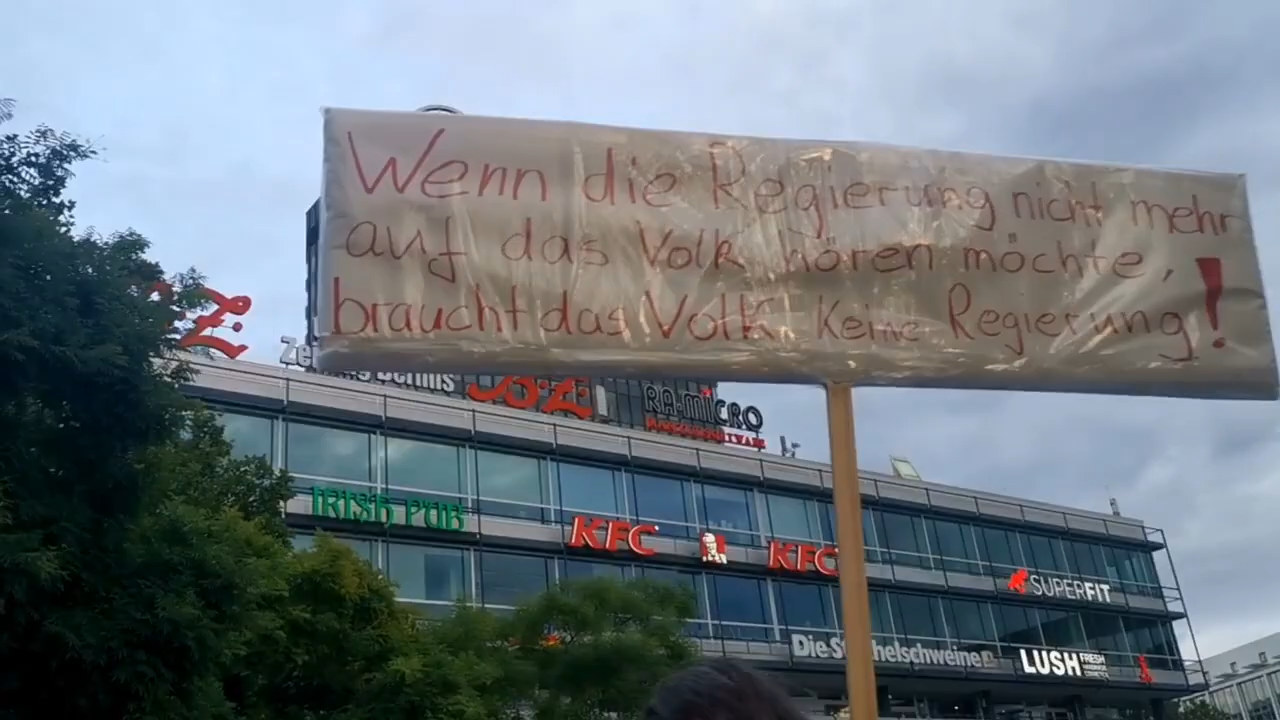 Wenn die Regierung nicht mehr
auf das Volk hören möchte,
braucht das Volk keine Regierung!
B.Z.
RA-MICRO
IRISH PUB
KFC
KFC
SUPERFIT
LUSH FRESH